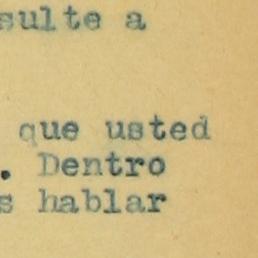 sulte a
que usted
. Dentro
s hablar